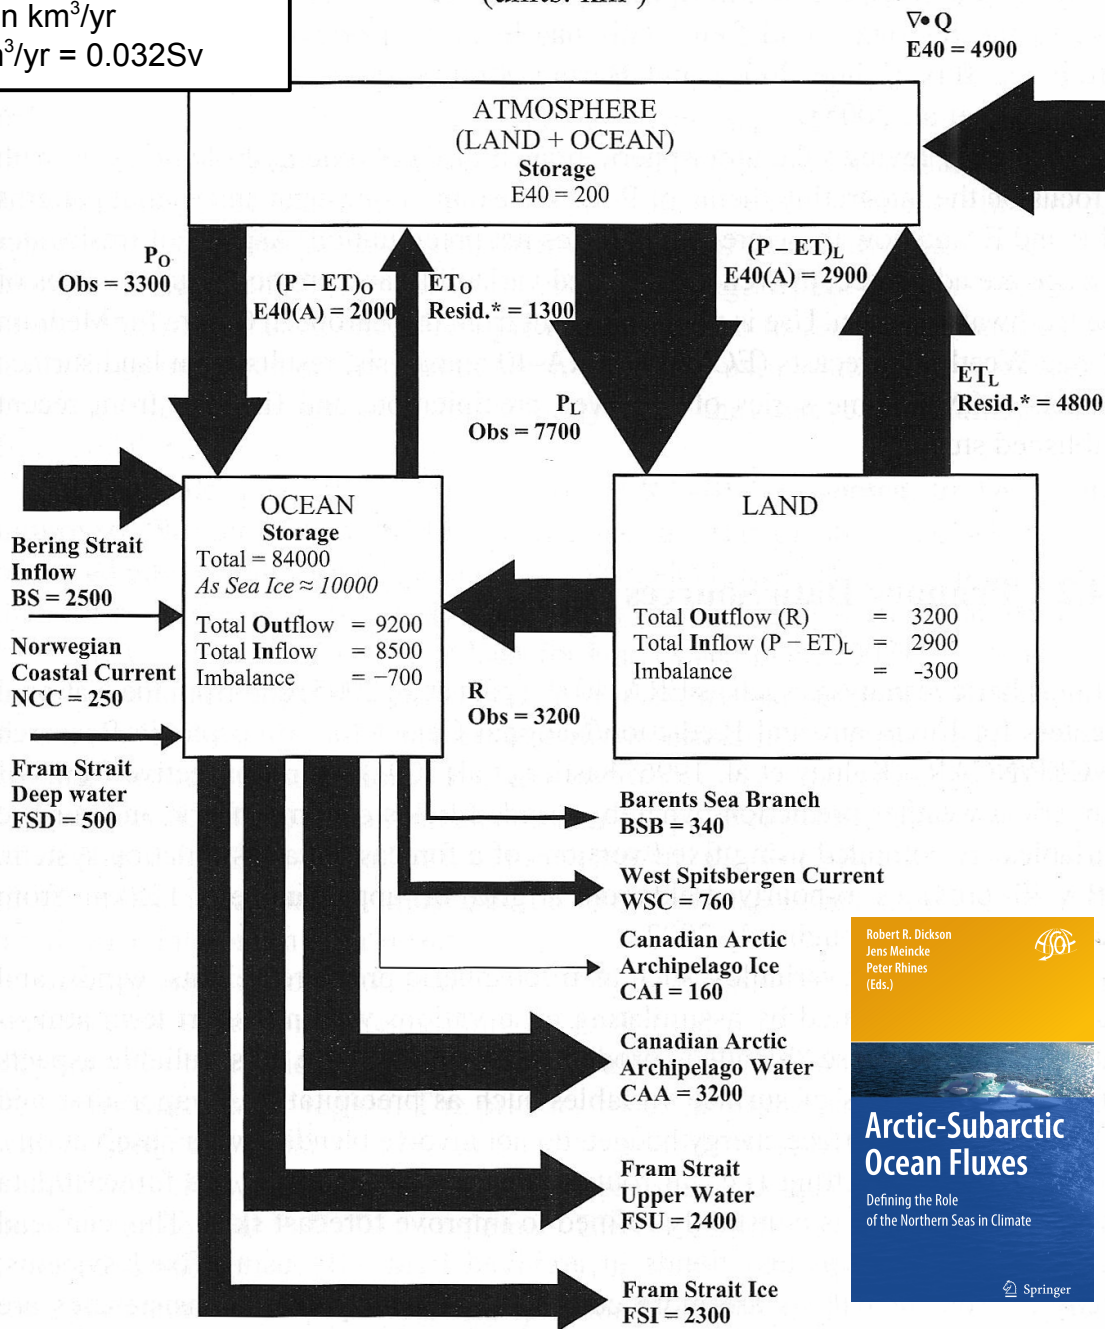 n km³/yr
m³/yr = 0.032Sv
∇•Q
E40 = 4900
ATMOSPHERE
(LAND + OCEAN)
Storage
E40 = 200
P_O
Obs = 3300
(P – ET)_O
E40(A) = 2000
ET_O
Resid.* = 1300
(P – ET)_L
E40(A) = 2900
P_L
Obs = 7700
ET_L
Resid.* = 4800
OCEAN
Storage
Total = 84000
As Sea Ice ≈ 10000
Total Outflow = 9200
Total Inflow = 8500
Imbalance = −700
LAND
Total Outflow (R) = 3200
Total Inflow (P – ET)_L = 2900
Imbalance = -300
R
Obs = 3200
Bering Strait
Inflow
BS = 2500
Norwegian
Coastal Current
NCC = 250
Fram Strait
Deep water
FSD = 500
Barents Sea Branch
BSB = 340
West Spitsbergen Current
WSC = 760
Canadian Arctic
Archipelago Ice
CAI = 160
Canadian Arctic
Archipelago Water
CAA = 3200
Fram Strait
Upper Water
FSU = 2400
Fram Strait Ice
FSI = 2300
Robert R. Dickson
Jens Meincke
Peter Rhines
(Eds.)
ASOF
Arctic-Subarctic
Ocean Fluxes
Defining the Role
of the Northern Seas in Climate
Springer